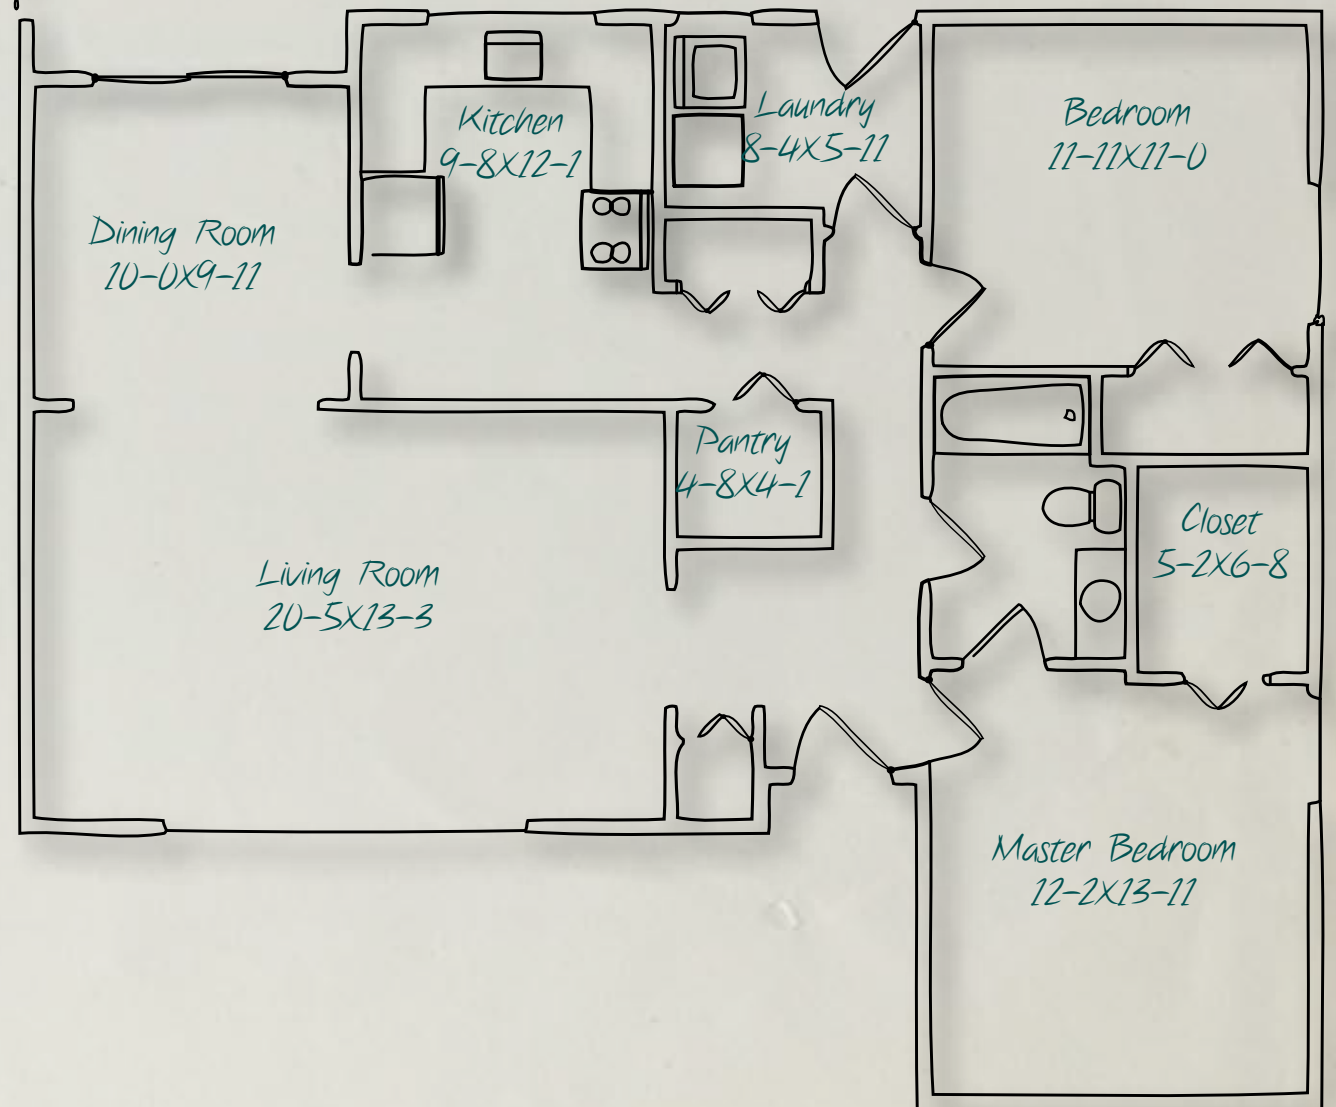 Kitchen
9-8X12-1
Laundry
8-4X5-11
Bedroom
11-11X11-0
Dining Room
10-0X9-11
Pantry
4-8X4-1
Closet
5-2X6-8
Living Room
20-5X13-3
Master Bedroom
12-2X13-11